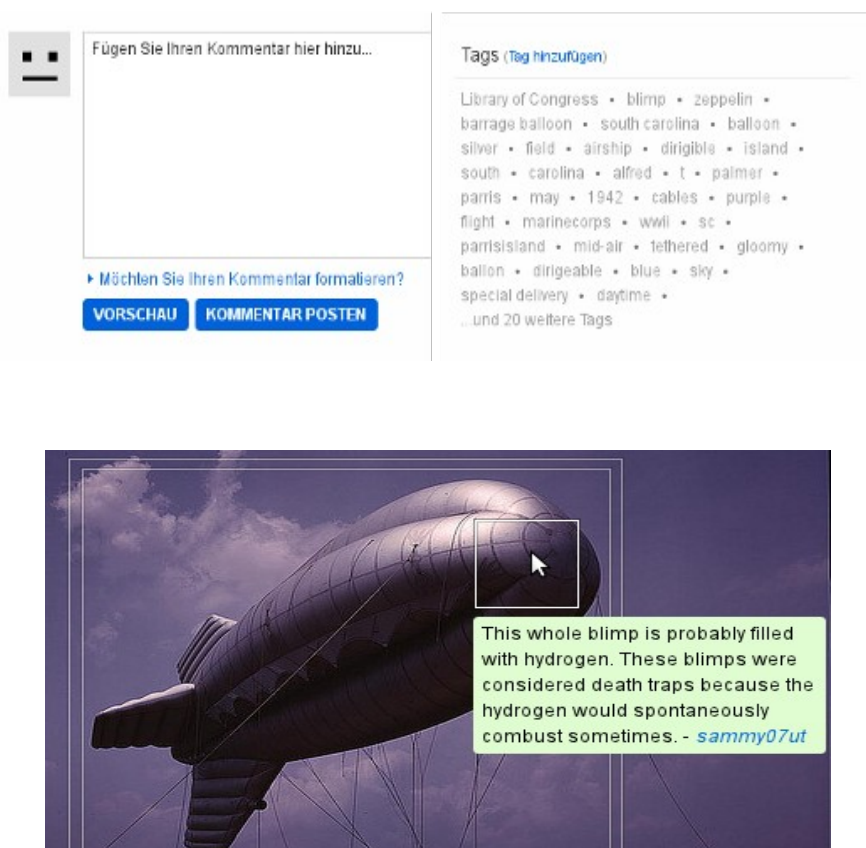 Fügen Sie Ihren Kommentar hier hinzu...
Möchten Sie Ihren Kommentar formatieren?
VORSCHAU KOMMENTAR POSTEN
Tags (Tag hinzufügen)
Library of Congress • blimp • zeppelin •
barrage balloon • south carolina • balloon •
silver • field • airship • dirigible • island •
south • carolina • alfred • t • palmer •
parris • may • 1942 • cables • purple •
flight • marinecorps • wwii • sc •
parrisisland • mid-air • tethered • gloomy •
ballon • dirigeable • blue • sky •
special delivery • daytime •
...und 20 weitere Tags
This whole blimp is probably filled
with hydrogen. These blimps were
considered death traps because the
hydrogen would spontaneously
combust sometimes. - sammy07ut